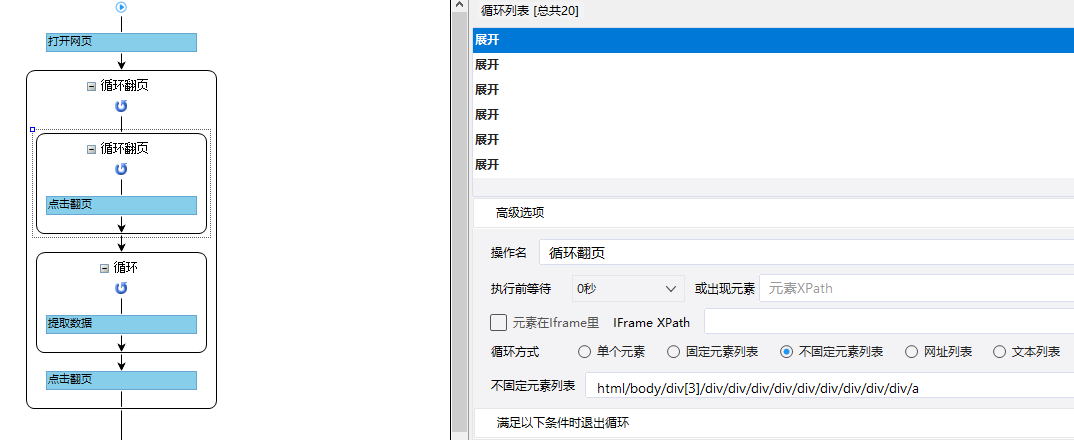 打开网页
循环翻页
循环翻页
点击翻页
循环
提取数据
点击翻页
循环列表 [总共20]
展开
展开
展开
展开
展开
展开
高级选项
操作名 循环翻页
执行前等待 0秒 或出现元素 元素XPath
元素在Iframe里 IFrame XPath
循环方式 单个元素 固定元素列表 不固定元素列表 网址列表 文本列表
不固定元素列表 html/body/div[3]/div/div/div/div/div/div/div/div/div/a
满足以下条件时退出循环